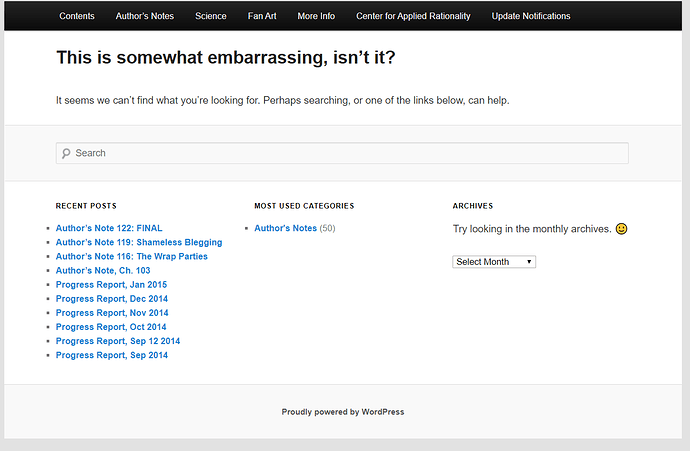 Contents Author’s Notes Science Fan Art More Info Center for Applied Rationality Update Notifications
This is somewhat embarrassing, isn’t it?
It seems we can’t find what you’re looking for. Perhaps searching, or one of the links below, can help.
Search
RECENT POSTS
Author’s Note 122: FINAL
Author’s Note 119: Shameless Blegging
Author’s Note 116: The Wrap Parties
Author’s Note, Ch. 103
Progress Report, Jan 2015
Progress Report, Dec 2014
Progress Report, Nov 2014
Progress Report, Oct 2014
Progress Report, Sep 12 2014
Progress Report, Sep 2014
MOST USED CATEGORIES
Author's Notes (50)
ARCHIVES
Try looking in the monthly archives. 🙂
Select Month
Proudly powered by WordPress